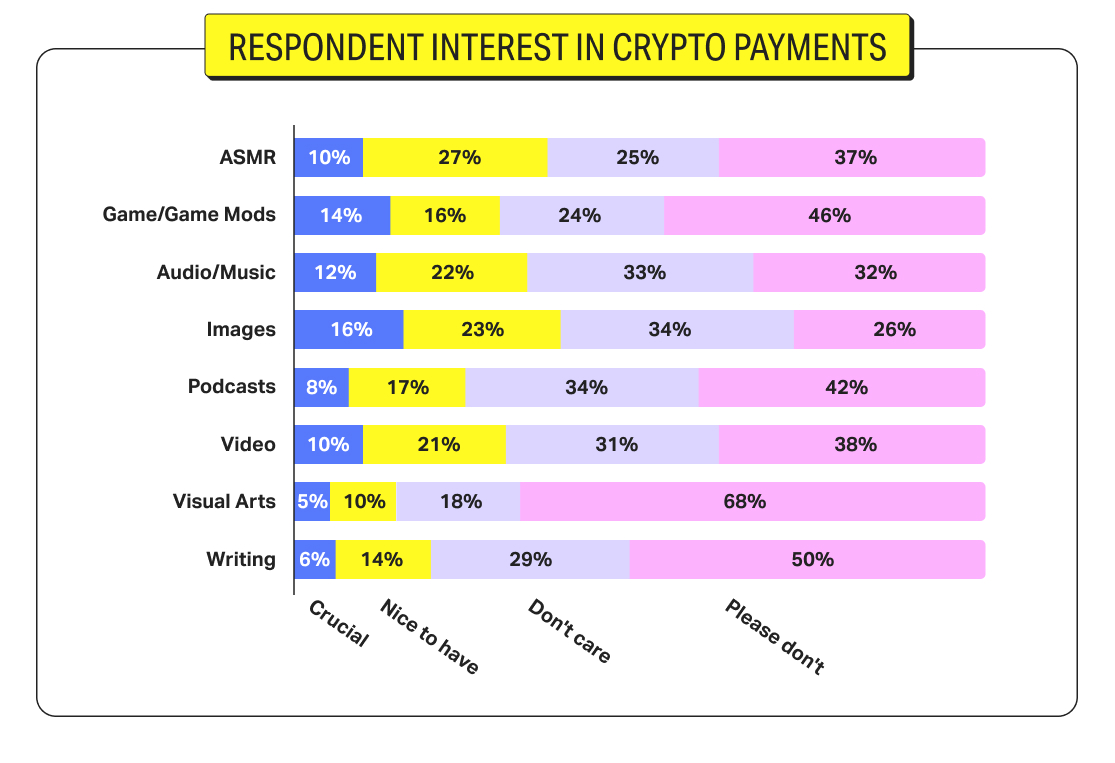 RESPONDENT INTEREST IN CRYPTO PAYMENTS
ASMR 10% 27% 25% 37%
Game/Game Mods 14% 16% 24% 46%
Audio/Music 12% 22% 33% 32%
Images 16% 23% 34% 26%
Podcasts 8% 17% 34% 42%
Video 10% 21% 31% 38%
Visual Arts 5% 10% 18% 68%
Writing 6% 14% 29% 50%
Crucial Nice to have Don't care Please don't